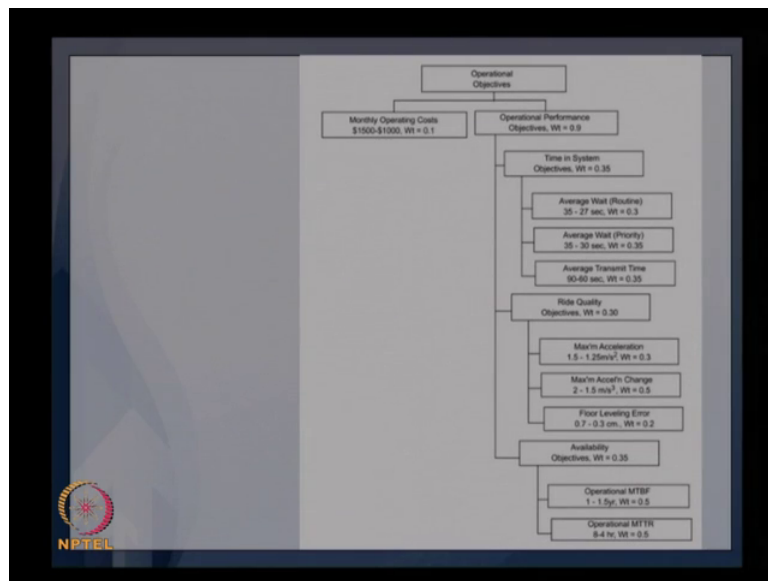 Operational
Objectives
Monthly Operating Costs
$1500-$1000, Wt = 0.1
Operational Performance
Objectives, Wt = 0.9
Time in System
Objectives, Wt = 0.35
Average Wait (Routine)
35 - 27 sec, Wt = 0.3
Average Wait (Priority)
35 - 30 sec, Wt = 0.35
Average Transmit Time
90-60 sec, Wt = 0.35
Ride Quality
Objectives, Wt = 0.30
Max'm Acceleration
1.5 - 1.25m/s², Wt = 0.3
Max'm Accel'n Change
2 - 1.5 m/s³, Wt = 0.5
Floor Leveling Error
0.7 - 0.3 cm., Wt = 0.2
Availability
Objectives, Wt = 0.35
Operational MTBF
1 - 1.5yr, Wt = 0.5
Operational MTTR
8-4 hr, Wt = 0.5
NPTEL